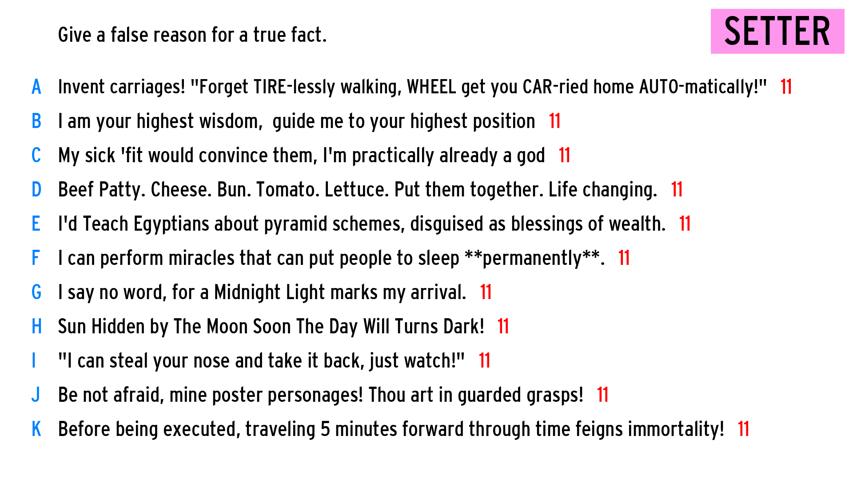 Give a false reason for a true fact.
SETTER
A Invent carriages! "Forget TIRE-lessly walking, WHEEL get you CAR-ried home AUTO-matically!" 11
B I am your highest wisdom,  guide me to your highest position 11
C My sick 'fit would convince them, I'm practically already a god 11
D Beef Patty. Cheese. Bun. Tomato. Lettuce. Put them together. Life changing. 11
E I'd Teach Egyptians about pyramid schemes, disguised as blessings of wealth. 11
F I can perform miracles that can put people to sleep **permanently**. 11
G I say no word, for a Midnight Light marks my arrival. 11
H Sun Hidden by The Moon Soon The Day Will Turns Dark! 11
I "I can steal your nose and take it back, just watch!" 11
J Be not afraid, mine poster personages! Thou art in guarded grasps! 11
K Before being executed, traveling 5 minutes forward through time feigns immortality! 11